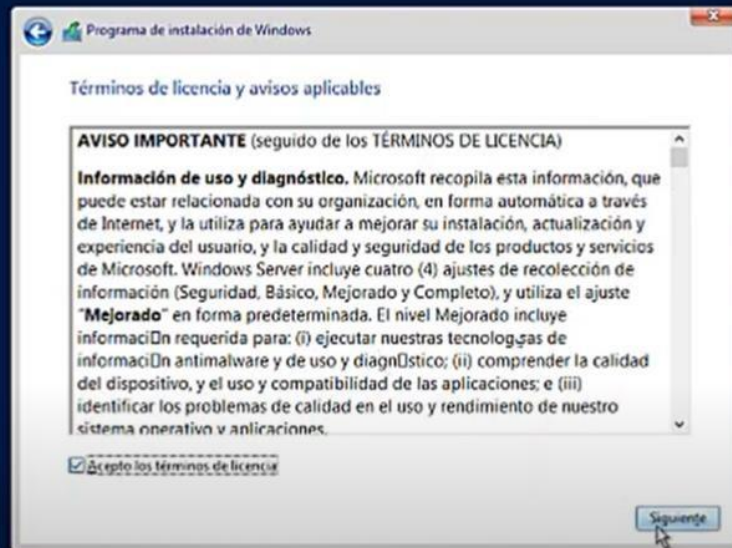 Programa de instalación de Windows
Términos de licencia y avisos aplicables
AVISO IMPORTANTE (seguido de los TÉRMINOS DE LICENCIA)
Información de uso y diagnóstico. Microsoft recopila esta información, que
puede estar relacionada con su organización, en forma automática a través
de Internet, y la utiliza para ayudar a mejorar su instalación, actualización y
experiencia del usuario, y la calidad y seguridad de los productos y servicios
de Microsoft. Windows Server incluye cuatro (4) ajustes de recolección de
información (Seguridad, Básico, Mejorado y Completo), y utiliza el ajuste
"Mejorado" en forma predeterminada. El nivel Mejorado incluye
informaci□n requerida para: (i) ejecutar nuestras tecnologgas de
informaci□n antimalware y de uso y diagn□stico; (ii) comprender la calidad
del dispositivo, y el uso y compatibilidad de las aplicaciones; e (iii)
identificar los problemas de calidad en el uso y rendimiento de nuestro
sistema operativo y aplicaciones.
Acepto los términos de licencia
Siguiente